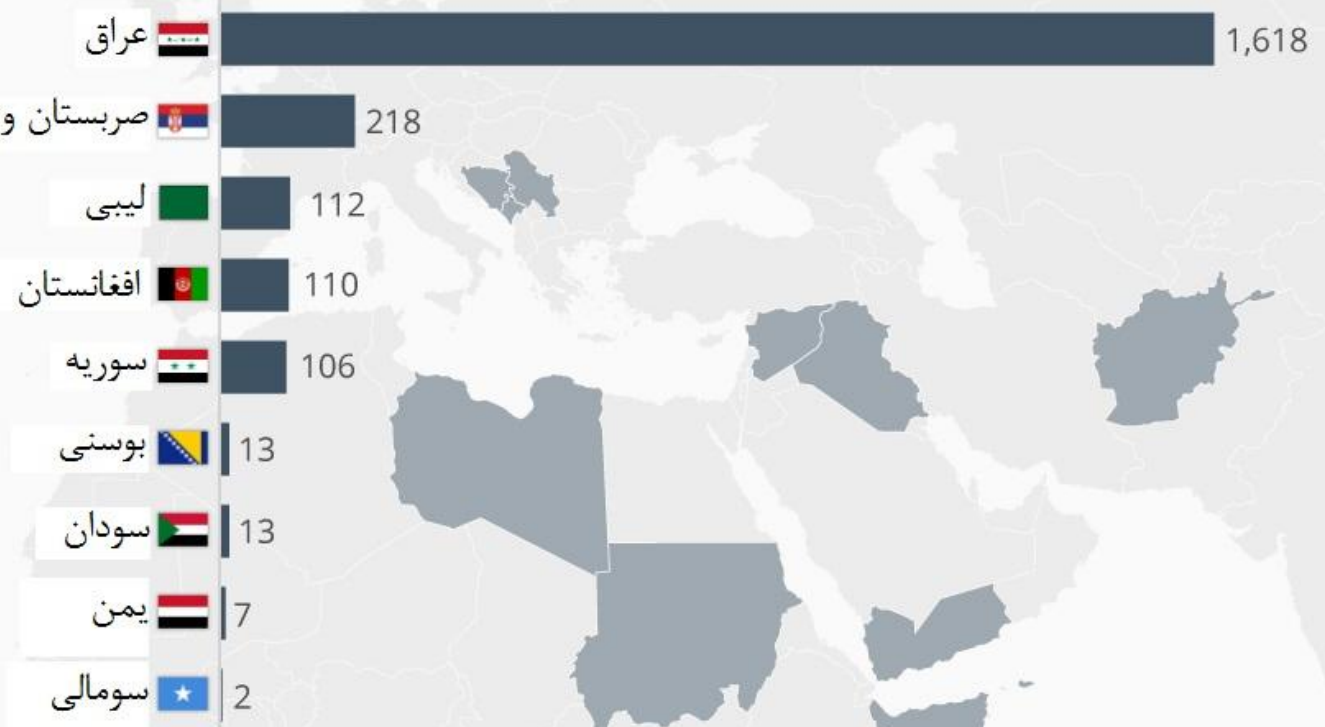 عراق 1,618
صربستان و 218
لیبی 112
افغانستان 110
سوریه 106
بوسنی 13
سودان 13
یمن 7
سومالی 2